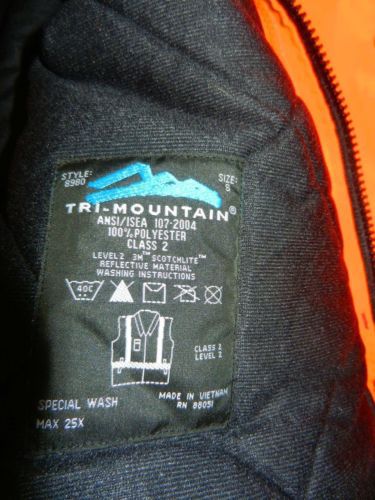 STYLE:
8980
SIZE:
S
TRI-MOUNTAIN®
ANSI/ISEA 107-2004
100% POLYESTER
CLASS 2
LEVEL 2 3M™ SCOTCHLITE™
REFLECTIVE MATERIAL
WASHING INSTRUCTIONS
40C
CLASS 2
LEVEL 2
SPECIAL WASH
MAX 25X
MADE IN VIETNAM
RN 88051